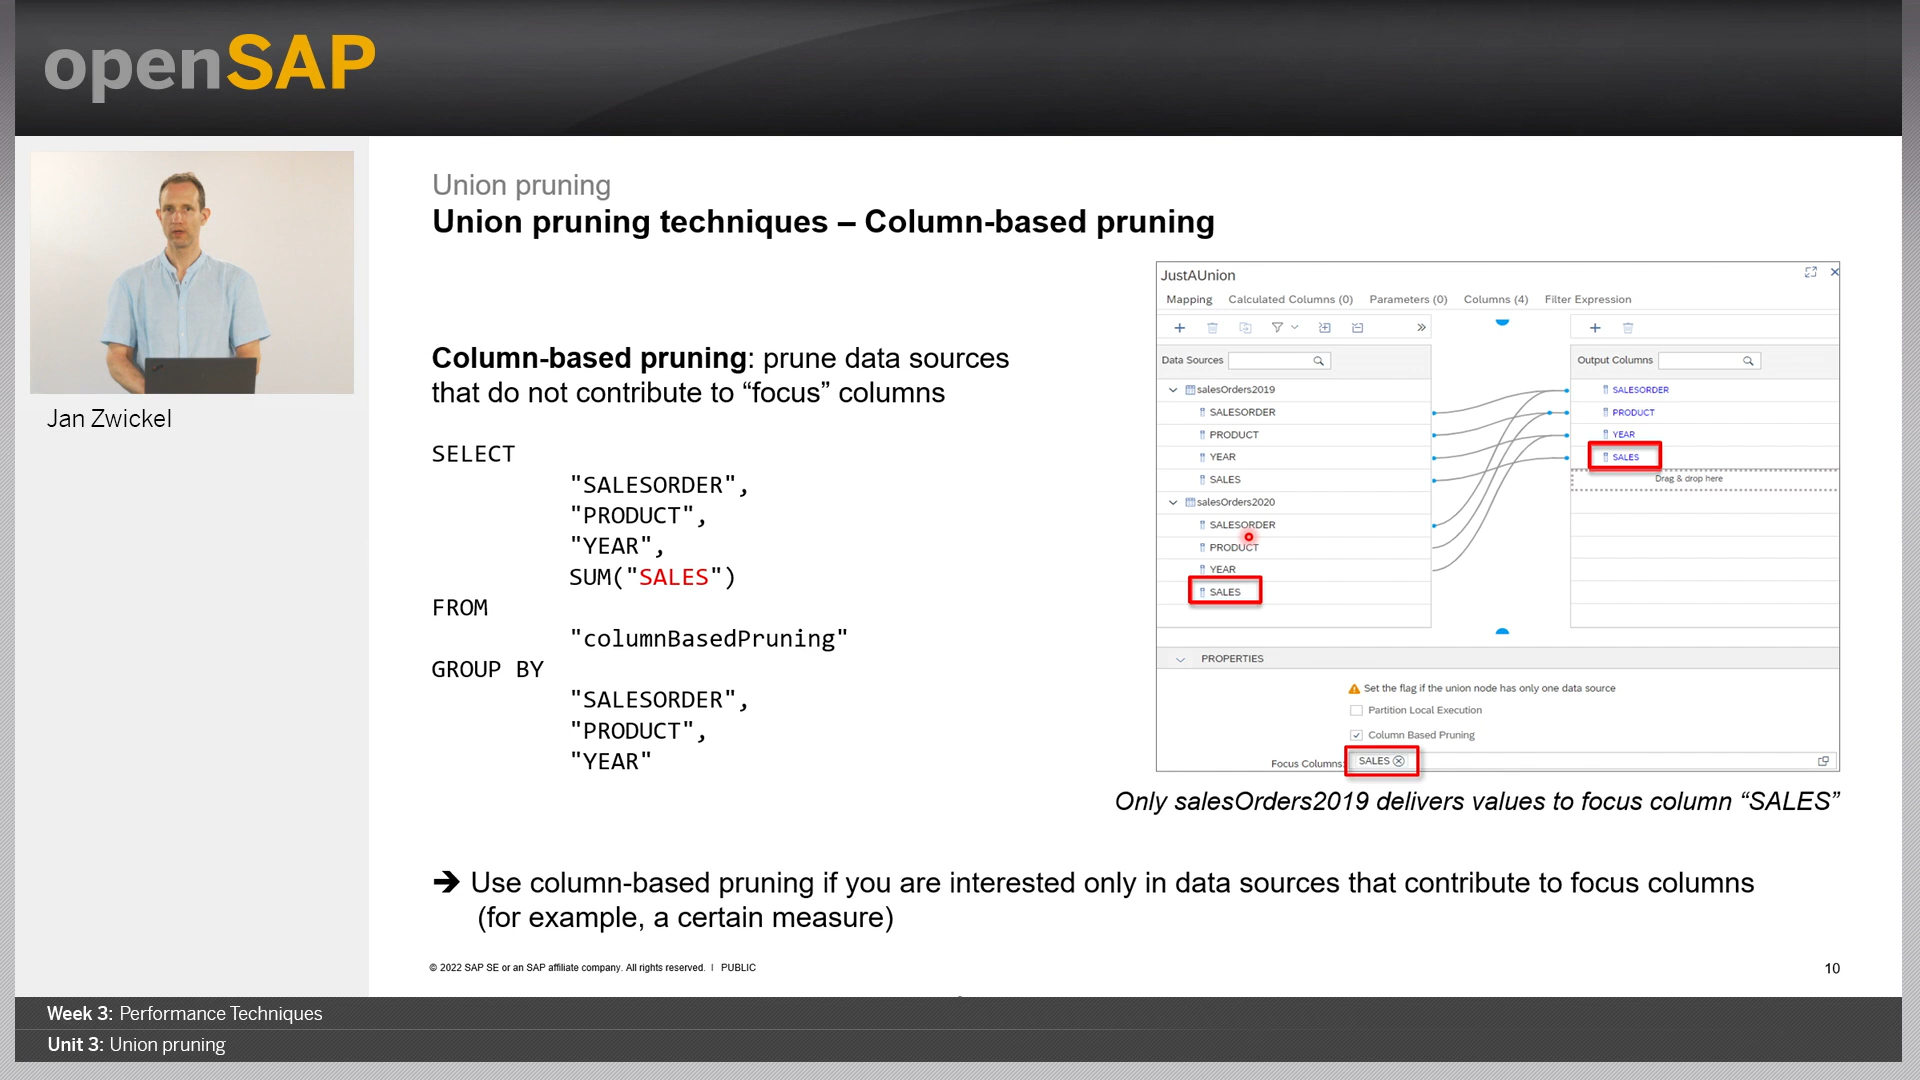 openSAP
Jan Zwickel
Union pruning
Union pruning techniques – Column-based pruning
Column-based pruning: prune data sources
that do not contribute to “focus” columns
SELECT
"SALESORDER",
"PRODUCT",
"YEAR",
SUM("SALES")
FROM
"columnBasedPruning"
GROUP BY
"SALESORDER",
"PRODUCT",
"YEAR"
JustAUnion
Mapping Calculated Columns (0) Parameters (0) Columns (4) Filter Expression
Data Sources
salesOrders2019
SALESORDER
PRODUCT
YEAR
SALES
salesOrders2020
SALESORDER
PRODUCT
YEAR
SALES
Output Columns
SALESORDER
PRODUCT
YEAR
SALES
Drag & drop here
PROPERTIES
Set the flag if the union node has only one data source
Partition Local Execution
Column Based Pruning
Focus Columns: SALES
Only salesOrders2019 delivers values to focus column “SALES”
➔ Use column-based pruning if you are interested only in data sources that contribute to focus columns
(for example, a certain measure)
© 2022 SAP SE or an SAP affiliate company. All rights reserved. I PUBLIC
10
Week 3: Performance Techniques
Unit 3: Union pruning